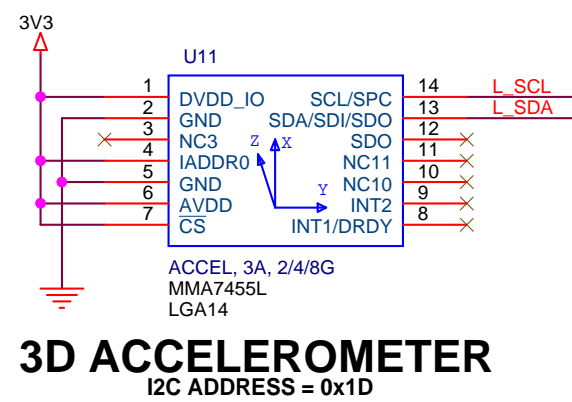 3V3
U11
1 DVDD_IO SCL/SPC 14 L_SCL
2 GND SDA/SDI/SDO 13 L_SDA
3 NC3 SDO 12
4 IADDR0 NC11 11
5 GND NC10 10
6 AVDD INT2 9
7 CS INT1/DRDY 8
Z X
Y
ACCEL, 3A, 2/4/8G
MMA7455L
LGA14
3D ACCELEROMETER
I2C ADDRESS = 0x1D